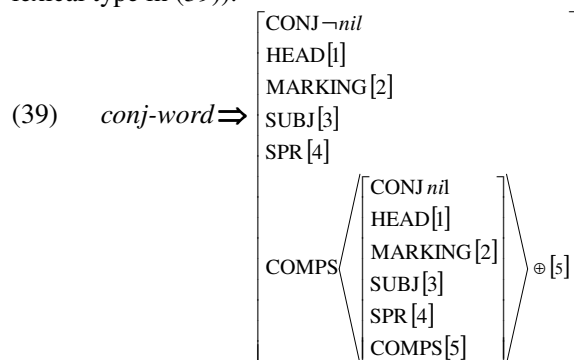 lexical type in (39)).
CONJ¬nil
HEAD[1]
MARKING[2]
(39) conj-word⇒ SUBJ[3]
SPR[4]
CONJ nil
HEAD[1]
MARKING[2]
COMPS ⊕[5]
SUBJ[3]
SPR[4]
COMPS[5]